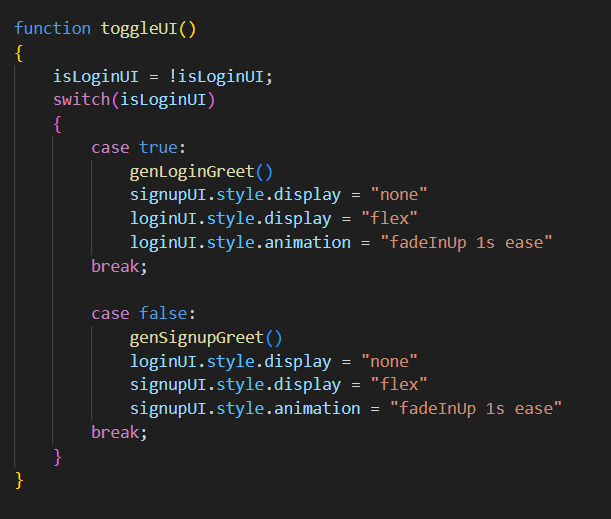 function toggleUI()
{
isLoginUI = !isLoginUI;
switch(isLoginUI)
{
case true:
genLoginGreet()
signupUI.style.display = "none"
loginUI.style.display = "flex"
loginUI.style.animation = "fadeInUp 1s ease"
break;
case false:
genSignupGreet()
loginUI.style.display = "none"
signupUI.style.display = "flex"
signupUI.style.animation = "fadeInUp 1s ease"
break;
}
}